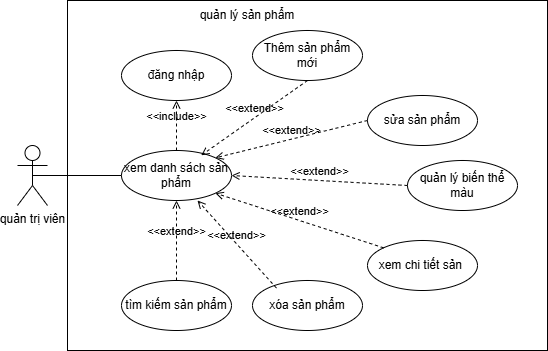 quản lý sản phẩm
Thêm sản phẩm
mới
đăng nhập
<<include>>
<<extend>>
sửa sản phẩm
<<extend>>
xem danh sách sản
phẩm
<<extend>>
quản lý biến thể
màu
quản trị viên
<<extend>>
<<extend>>
<<extend>>
xem chi tiết sản
tìm kiếm sản phẩm
xóa sản phẩm